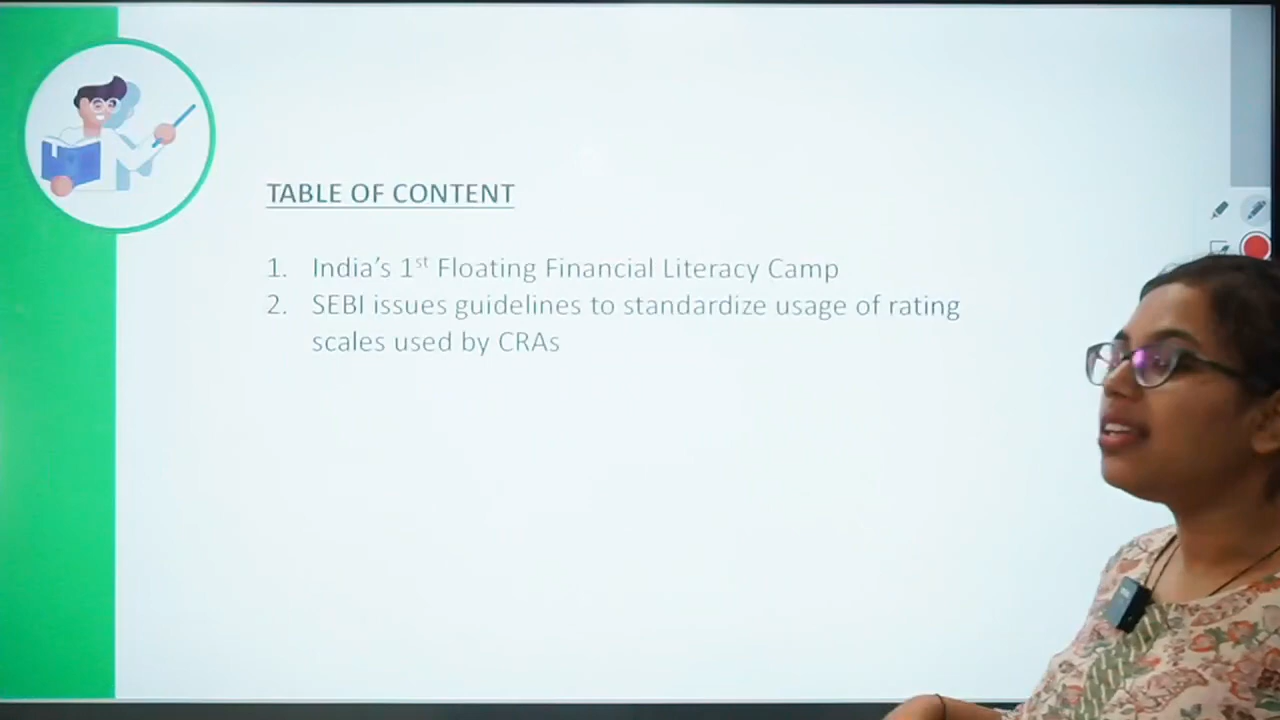 TABLE OF CONTENT
1. India's 1st Floating Financial Literacy Camp
2. SEBI issues guidelines to standardize usage of rating
scales used by CRAs